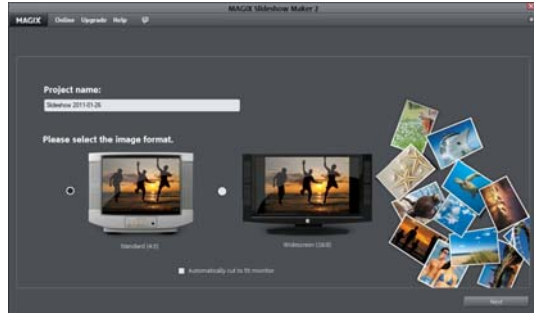 MAGIX Slideshow Maker 2
MAGIX Online Upgrade Help
Project name:
Slideshow 2011-01-26
Please select the image format.
Standard (4:3)
Widescreen (16:9)
Automatically cut to fit monitor
Next